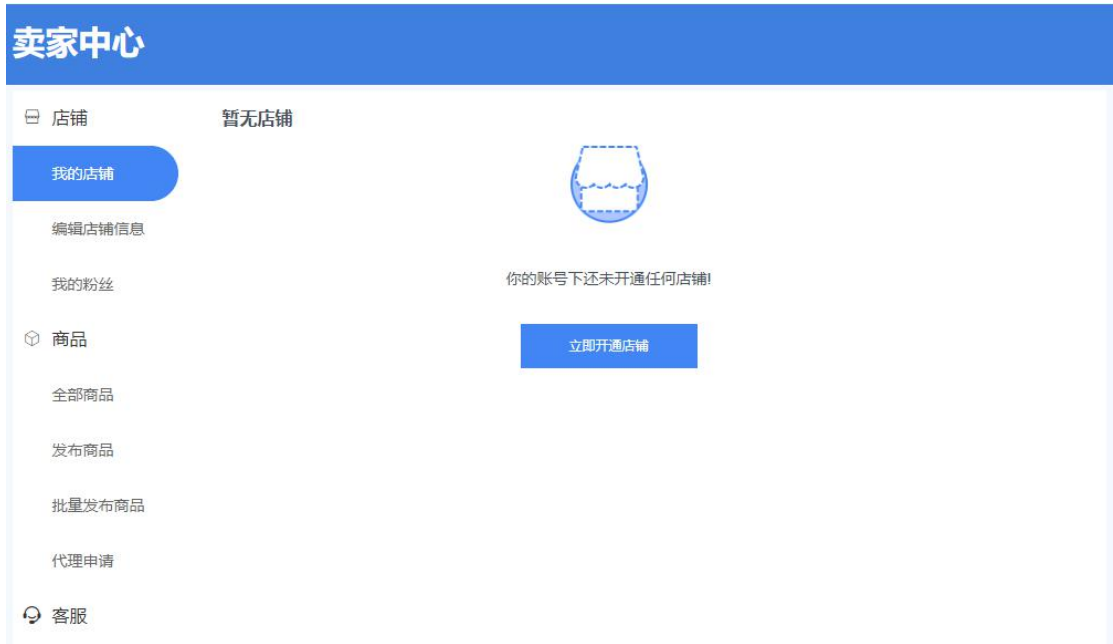 卖家中心
店铺
暂无店铺
我的店铺
编辑店铺信息
我的粉丝
你的账号下还未开通任何店铺!
商品
立即开通店铺
全部商品
发布商品
批量发布商品
代理申请
客服